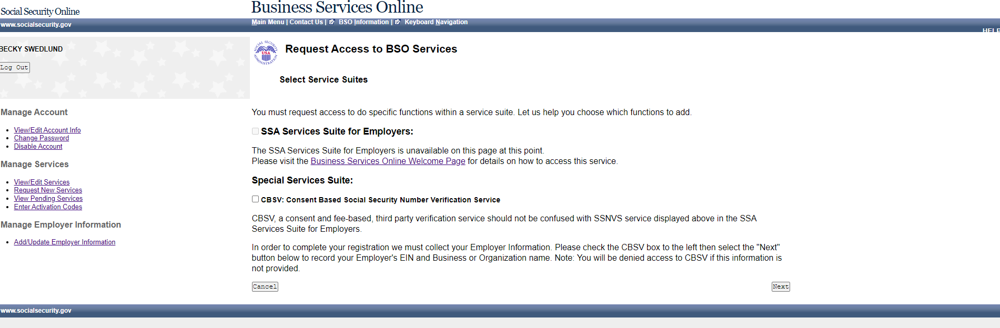 Social Security Online
Business Services Online
www.socialsecurity.gov
Main Menu | Contact Us | BSO Information | Keyboard Navigation
HELP
BECKY SWEDLUND
Log Out
SOCIAL SECURITY ADMINISTRATION
USA
Request Access to BSO Services
Select Service Suites
Manage Account
View/Edit Account Info
Change Password
Disable Account
Manage Services
View/Edit Services
Request New Services
View Pending Services
Enter Activation Codes
Manage Employer Information
Add/Update Employer Information
You must request access to do specific functions within a service suite. Let us help you choose which functions to add.
SSA Services Suite for Employers:
The SSA Services Suite for Employers is unavailable on this page at this point.
Please visit the Business Services Online Welcome Page for details on how to access this service.
Special Services Suite:
CBSV: Consent Based Social Security Number Verification Service
CBSV, a consent and fee-based, third party verification service should not be confused with SSNVS service displayed above in the SSA
Services Suite for Employers.
In order to complete your registration we must collect your Employer Information. Please check the CBSV box to the left then select the "Next"
button below to record your Employer's EIN and Business or Organization name. Note: You will be denied access to CBSV if this information is
not provided.
Cancel
Next
www.socialsecurity.gov